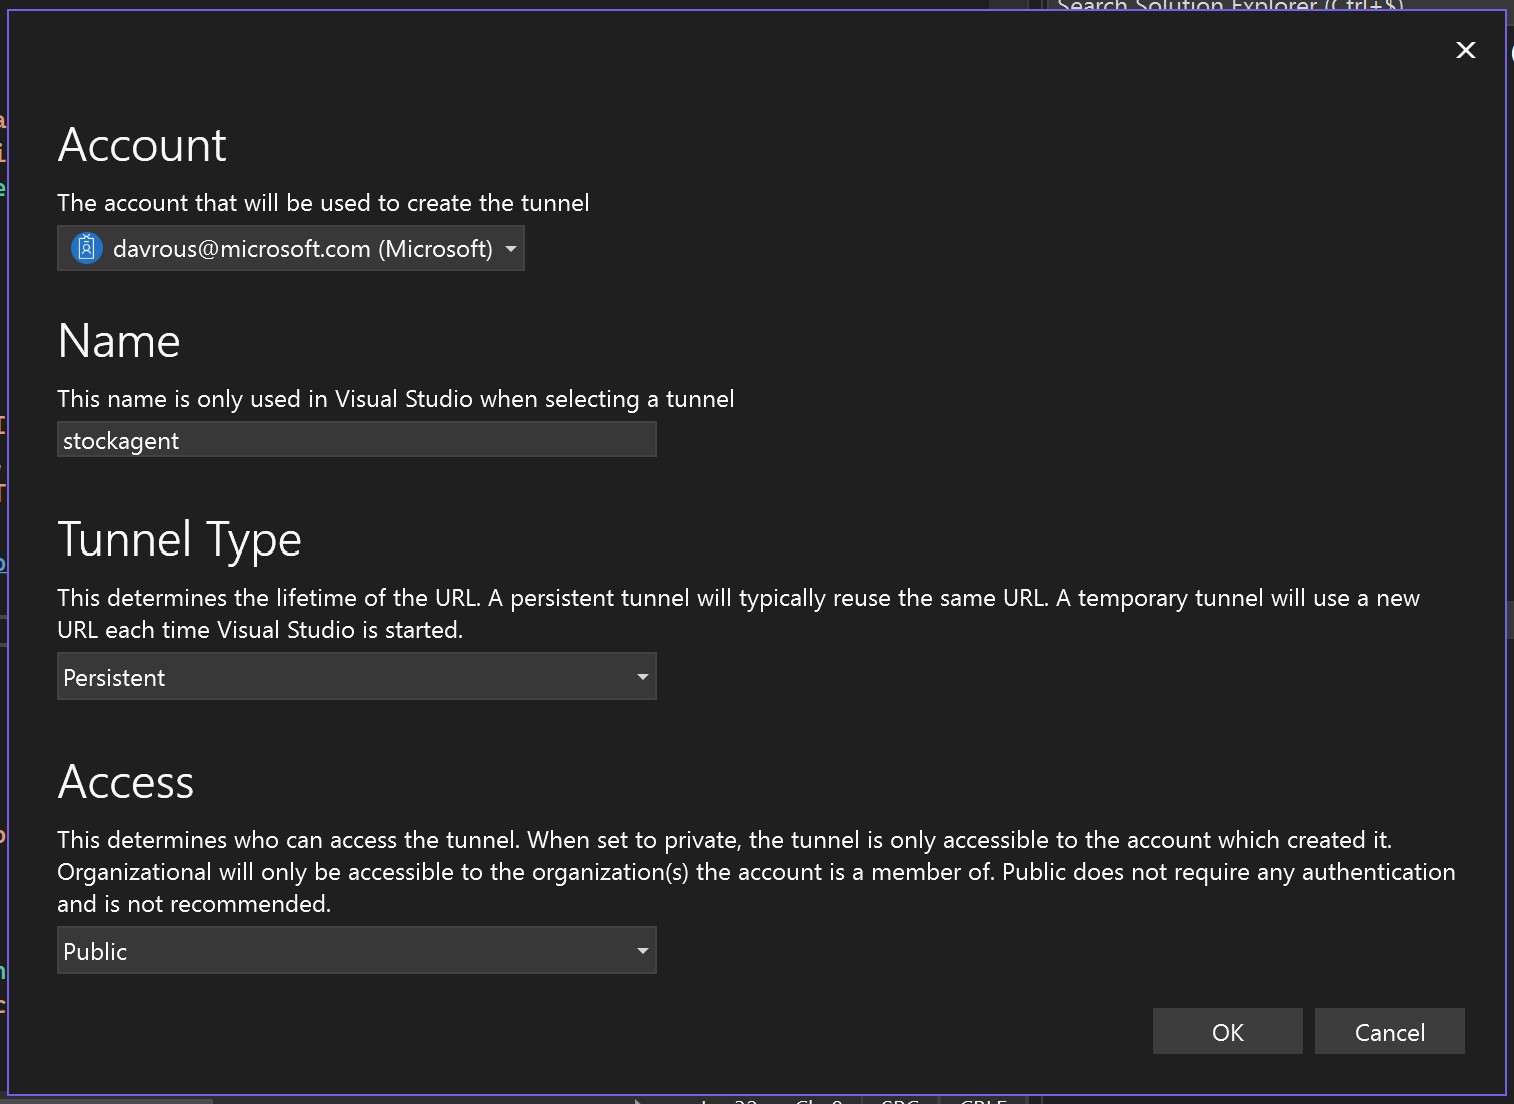 Search Solution Explorer (Ctrl+$)
Account
The account that will be used to create the tunnel
davrous@microsoft.com (Microsoft)
Name
This name is only used in Visual Studio when selecting a tunnel
stockagent
Tunnel Type
This determines the lifetime of the URL. A persistent tunnel will typically reuse the same URL. A temporary tunnel will use a new
URL each time Visual Studio is started.
Persistent
Access
This determines who can access the tunnel. When set to private, the tunnel is only accessible to the account which created it.
Organizational will only be accessible to the organization(s) the account is a member of. Public does not require any authentication
and is not recommended.
Public
OK Cancel